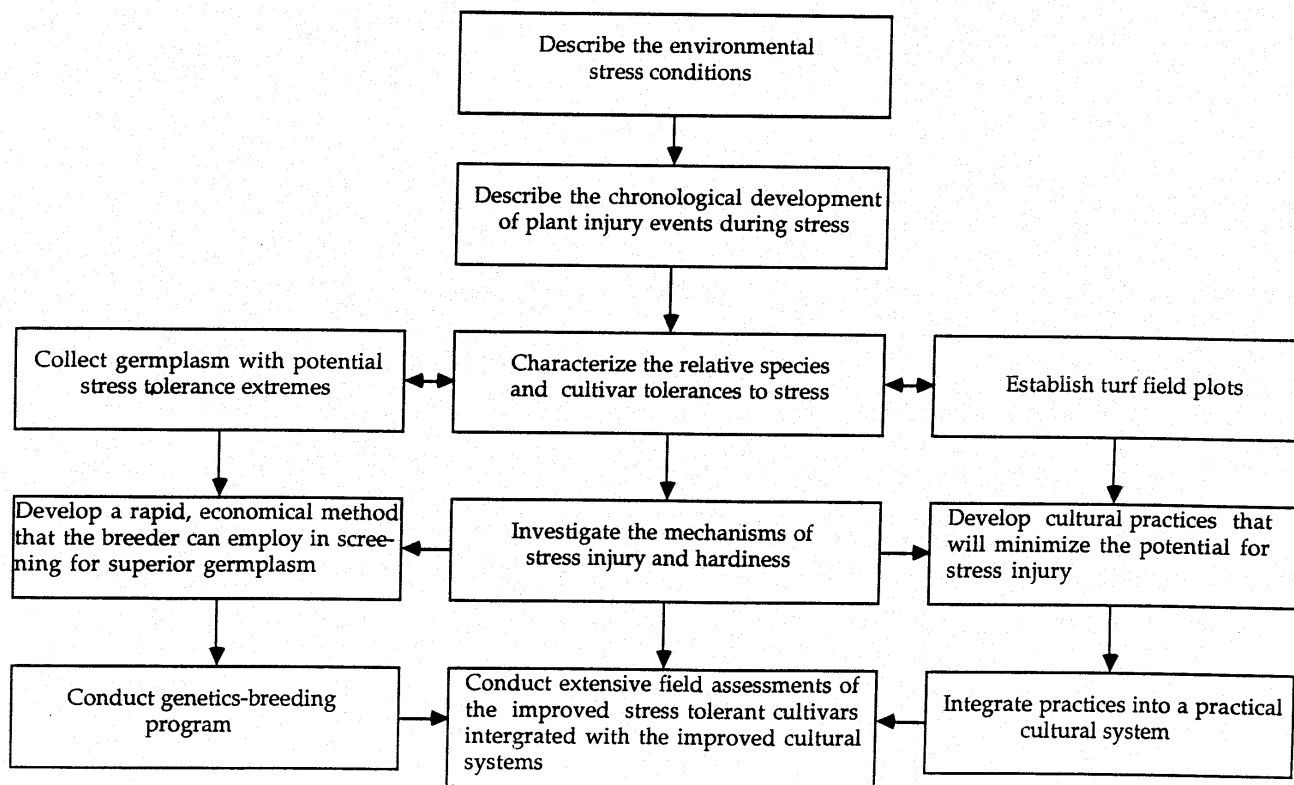 Describe the environmental
stress conditions
Describe the chronological development
of plant injury events during stress
Collect germplasm with potential
stress tolerance extremes
Characterize the relative species
and cultivar tolerances to stress
Establish turf field plots
Develop a rapid, economical method
that the breeder can employ in scree-
ning for superior germplasm
Investigate the mechanisms of
stress injury and hardiness
Develop cultural practices that
will minimize the potential for
stress injury
Conduct genetics-breeding
program
Conduct extensive field assessments of
the improved stress tolerant cultivars
intergrated with the improved cultural
systems
Integrate practices into a practical
cultural system